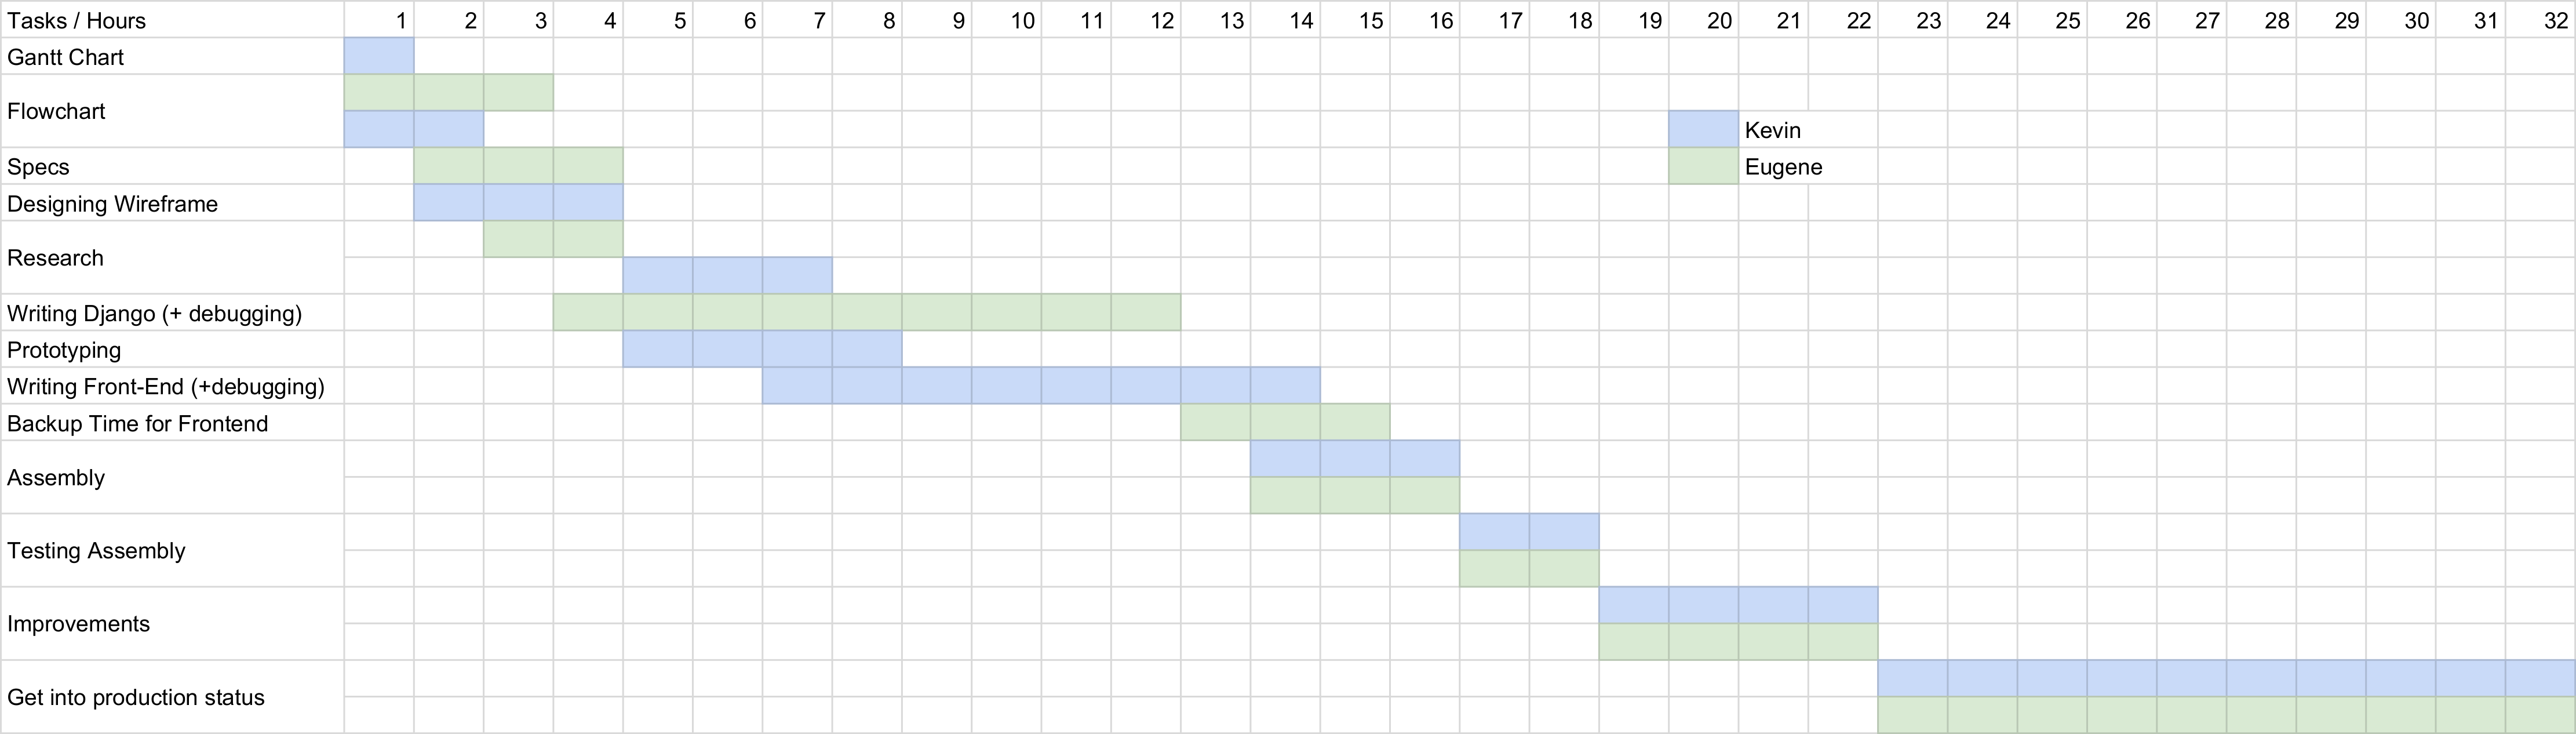 Tasks / Hours 1 2 3 4 5 6 7 8 9 10 11 12 13 14 15 16 17 18 19 20 21 22 23 24 25 26 27 28 29 30 31 32
Gantt Chart
Flowchart
Kevin
Specs
Eugene
Designing Wireframe
Research
Writing Django (+ debugging)
Prototyping
Writing Front-End (+debugging)
Backup Time for Frontend
Assembly
Testing Assembly
Improvements
Get into production status